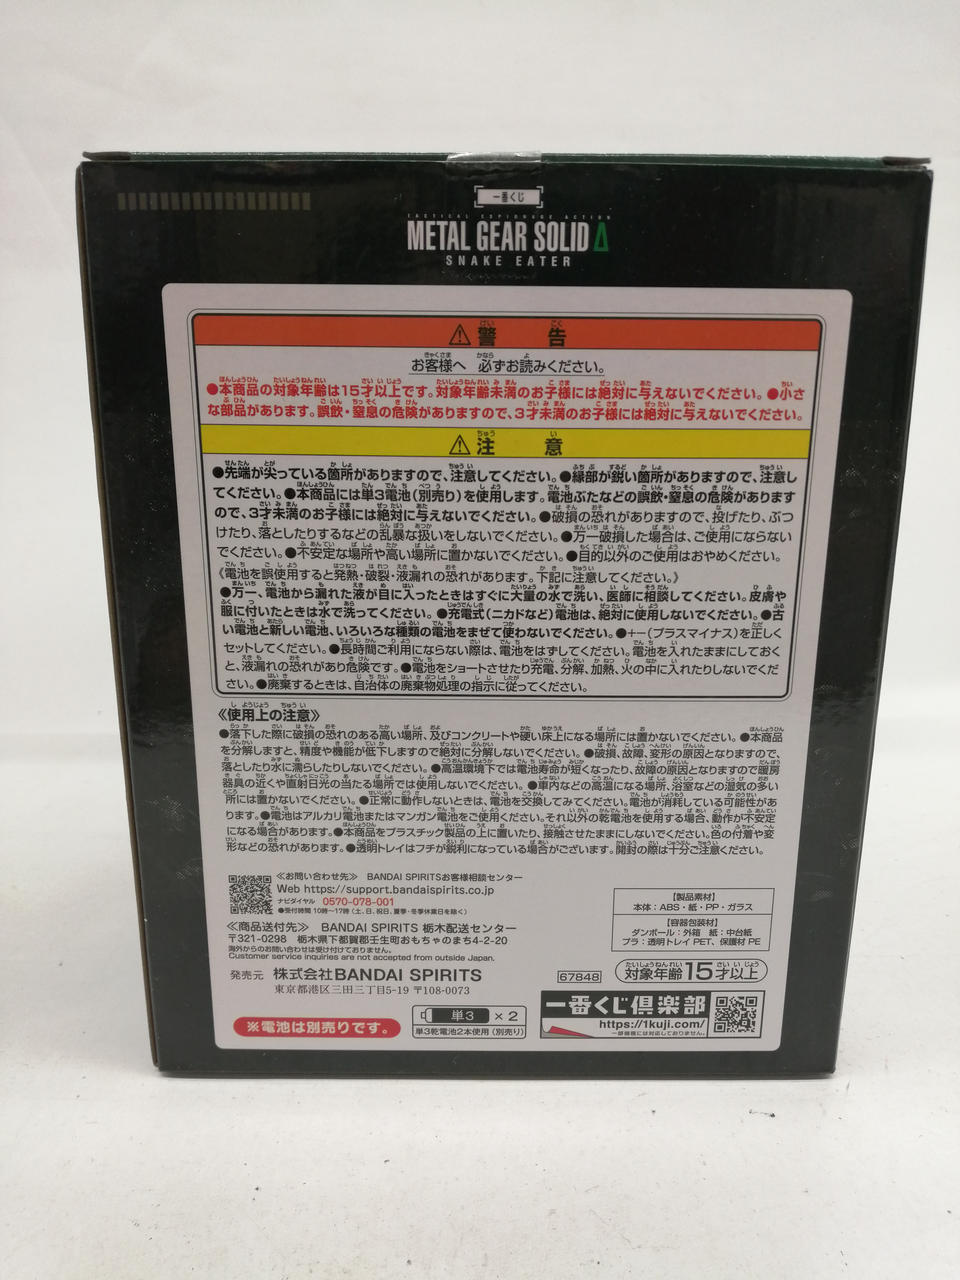 一番くじ
TACTICAL ESPIONAGE ACTION
METAL GEAR SOLID Δ
SNAKE EATER
⚠警告
お客様へ 必ずお読みください。
●本商品の対象年齢は15才以上です。対象年齢未満のお子様には絶対に与えないでください。●小さ
な部品があります。誤飲・窒息の危険がありますので、3才未満のお子様には絶対に与えないでください。
⚠注意
●先端が尖っている箇所がありますので、注意してください。●縁部が鋭い箇所がありますので、注意し
てください。●本商品には単3電池(別売り)を使用します。電池ぶたなどの誤飲・窒息の危険があります
ので、3才未満のお子様には絶対に与えないでください。●破損の恐れがありますので、投げたり、ぶつ
けたり、落としたりするなどの乱暴な扱いをしないでください。●万一破損した場合は、ご使用にならない
でください。●不安定な場所や高い場所に置かないでください。●目的以外のご使用はおやめください。
《電池を誤使用すると発熱・破裂・液漏れの恐れがあります。下記に注意してください。》
●万一、電池から漏れた液が目に入ったときはすぐに大量の水で洗い、医師に相談してください。皮膚や
服に付いたときは水で洗ってください。●充電式(ニカドなど)電池は、絶対に使用しないでください。●古
い電池と新しい電池、いろいろな種類の電池をまぜて使わないでください。●+−(プラスマイナス)を正しく
セットしてください。●長時間ご利用にならない際は、電池をはずしてください。電池を入れたままにしておく
と、液漏れの恐れがあり危険です。●電池をショートさせたり充電、分解、加熱、火の中に入れたりしないでくだ
さい。●廃棄するときは、自治体の廃棄物処理の指示に従ってください。
《使用上の注意》
●落下した際に破損の恐れのある高い場所、及びコンクリートや硬い床上になる場所には置かないでください。●本商品
を分解しますと、精度や機能が低下しますので絶対に分解しないでください。●破損、故障、変形の原因となりますので、
落としたり水に濡らしたりしないでください。●高温環境下では電池寿命が短くなったり、故障の原因となりますので暖房
器具の近くや直射日光の当たる場所では使用しないでください。●車内などの高温になる場所、浴室などの湿気の多い
所には置かないでください。●正常に動作しないときは、電池を交換してみてください。電池が消耗している可能性があ
ります。●電池はアルカリ電池またはマンガン電池をご使用ください。それ以外の乾電池を使用する場合、動作が不安定
になる場合があります。●本商品をプラスチック製品の上に置いたり、接触させたままにしないでください。色の付着や変
形などの恐れがあります。●透明トレイはフチが鋭利になっている場合がございます。開封の際は十分ご注意ください。
≪お問い合わせ先≫ BANDAI SPIRITSお客様相談センター
Web https://support.bandaispirits.co.jp
ナビダイヤル 0570-078-001
●受付時間 10時〜17時(土、日、祝日、夏季・冬季休業日を除く)
≪商品送付先≫ BANDAI SPIRITS 栃木配送センター
〒321-0298 栃木県下都賀郡壬生町おもちゃのまち4-2-20
海外からのお問い合わせは受け付けておりません。
Customer service inquiries are not accepted from outside Japan.
発売元 株式会社BANDAI SPIRITS
東京都港区三田三丁目5-19 〒108-0073
【製品素材】
本体:ABS・紙・PP・ガラス
【容器包装材】
ダンボール:外箱 紙:中台紙
プラ:透明トレイ PET、保護材 PE
67848
対象年齢15才以上
※電池は別売りです。
単3 ×2
単3乾電池2本使用(別売り)
一番くじ倶楽部
https://1kuji.com/
一部機種には対応しておりません。